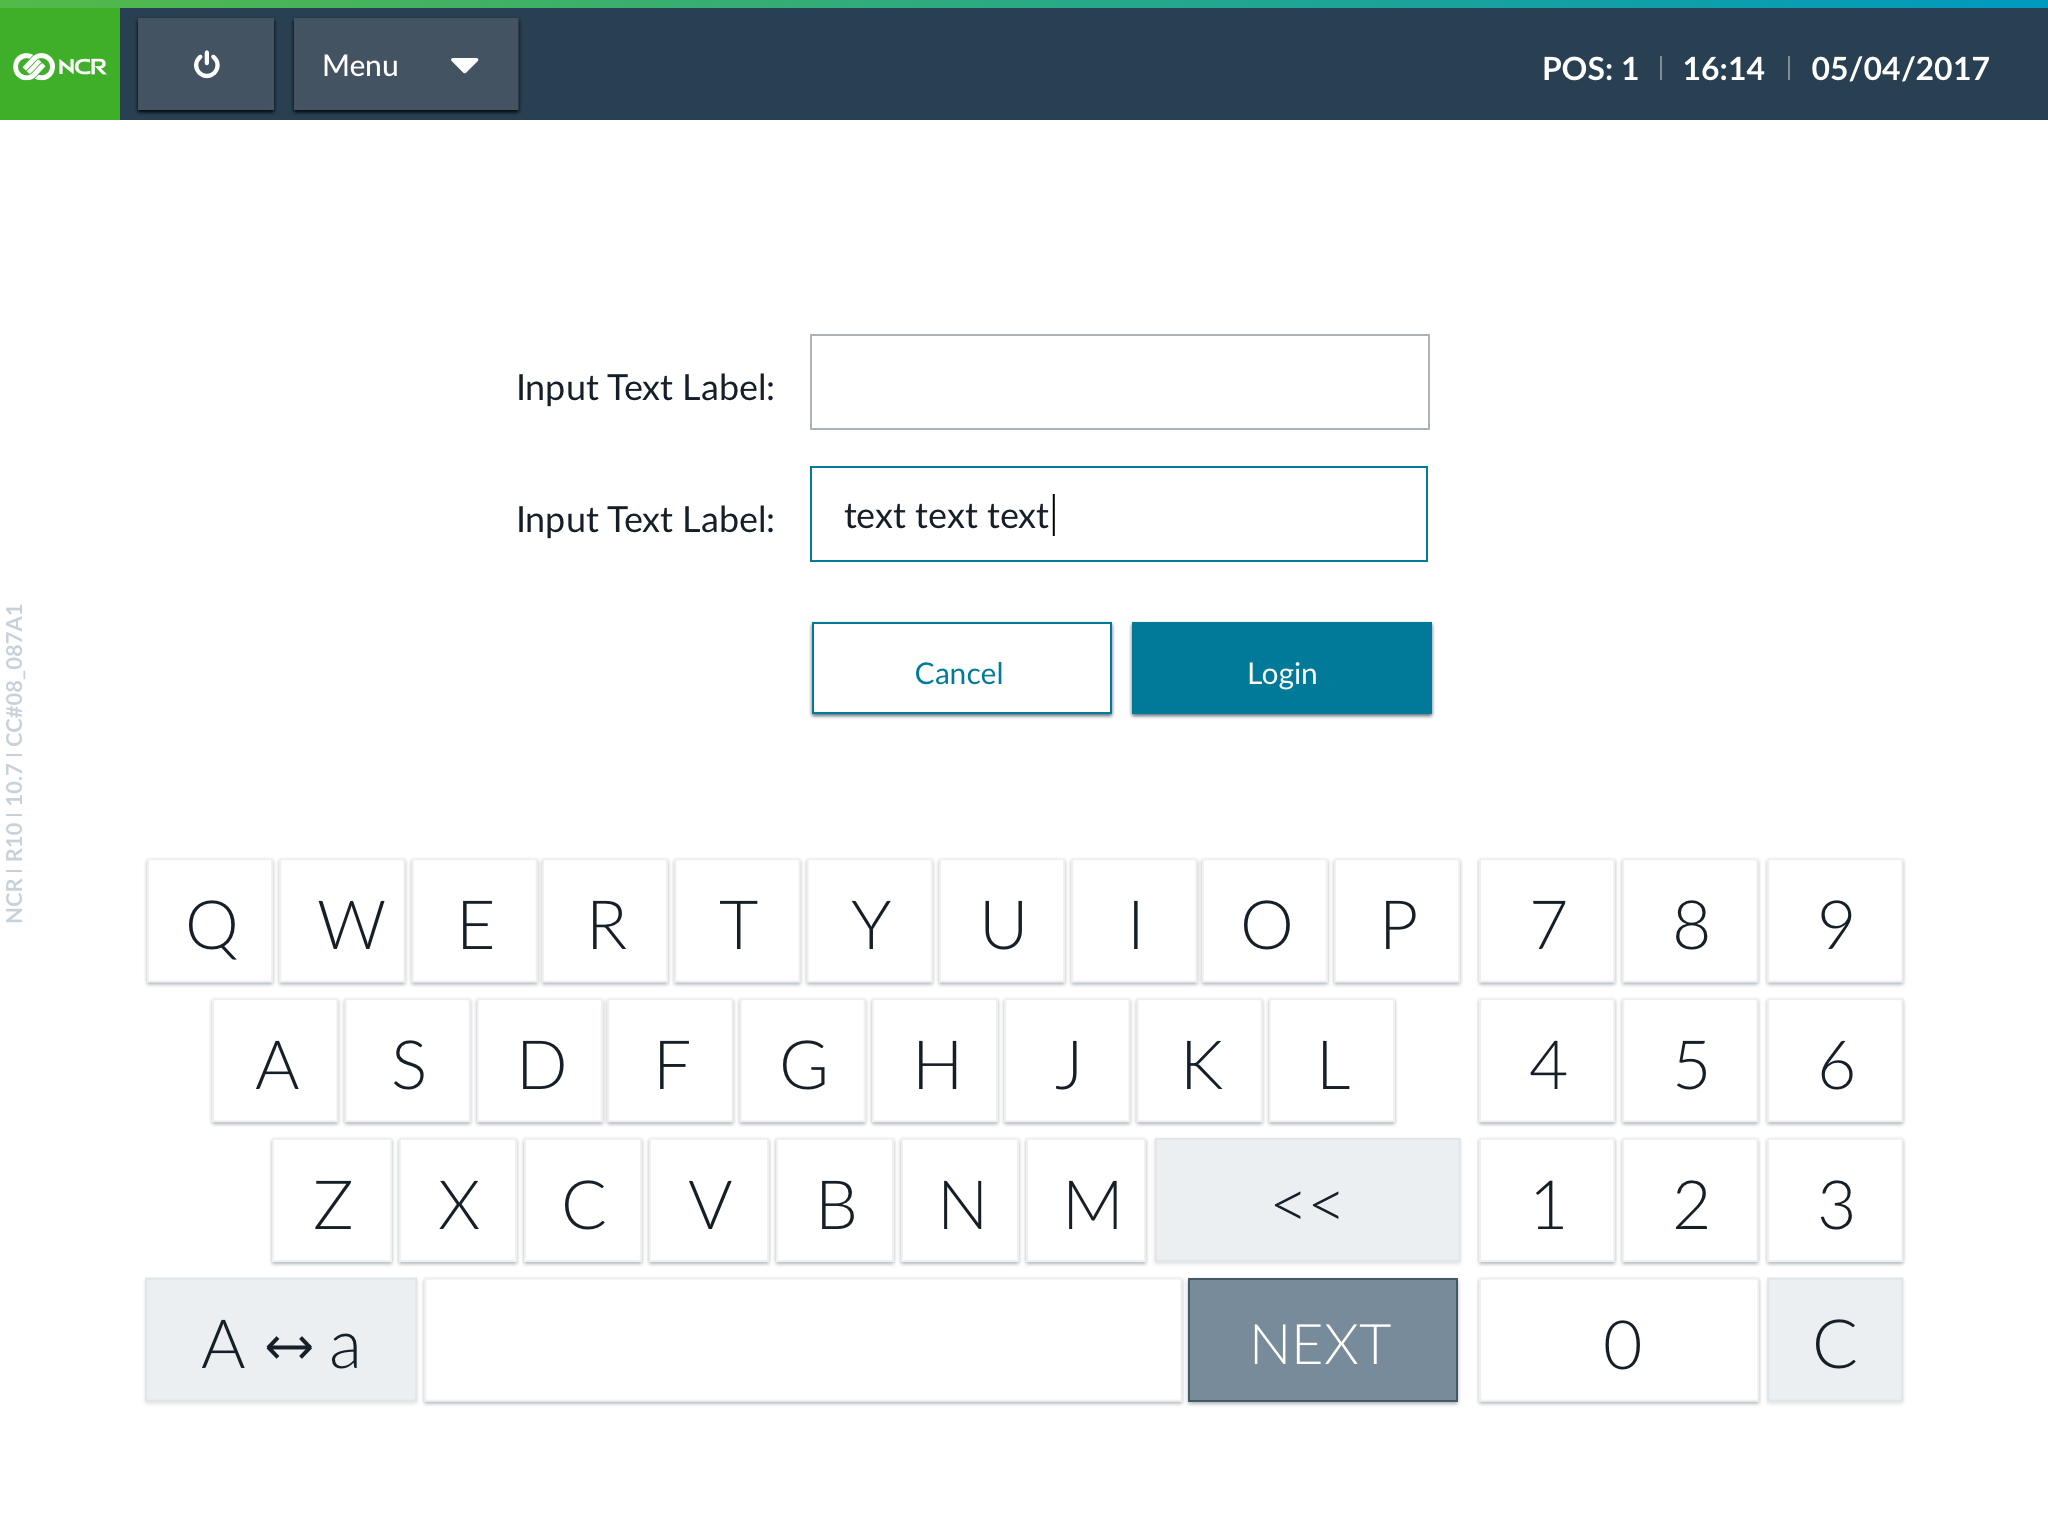 NCR
Menu
POS: 1 | 16:14 | 05/04/2017
Input Text Label:
Input Text Label: text text text
Cancel Login
NCR | R10 | 10.7 | CC#08_087A1
Q W E R T Y U I O P 7 8 9
A S D F G H J K L 4 5 6
Z X C V B N M << 1 2 3
A ↔ a NEXT 0 C